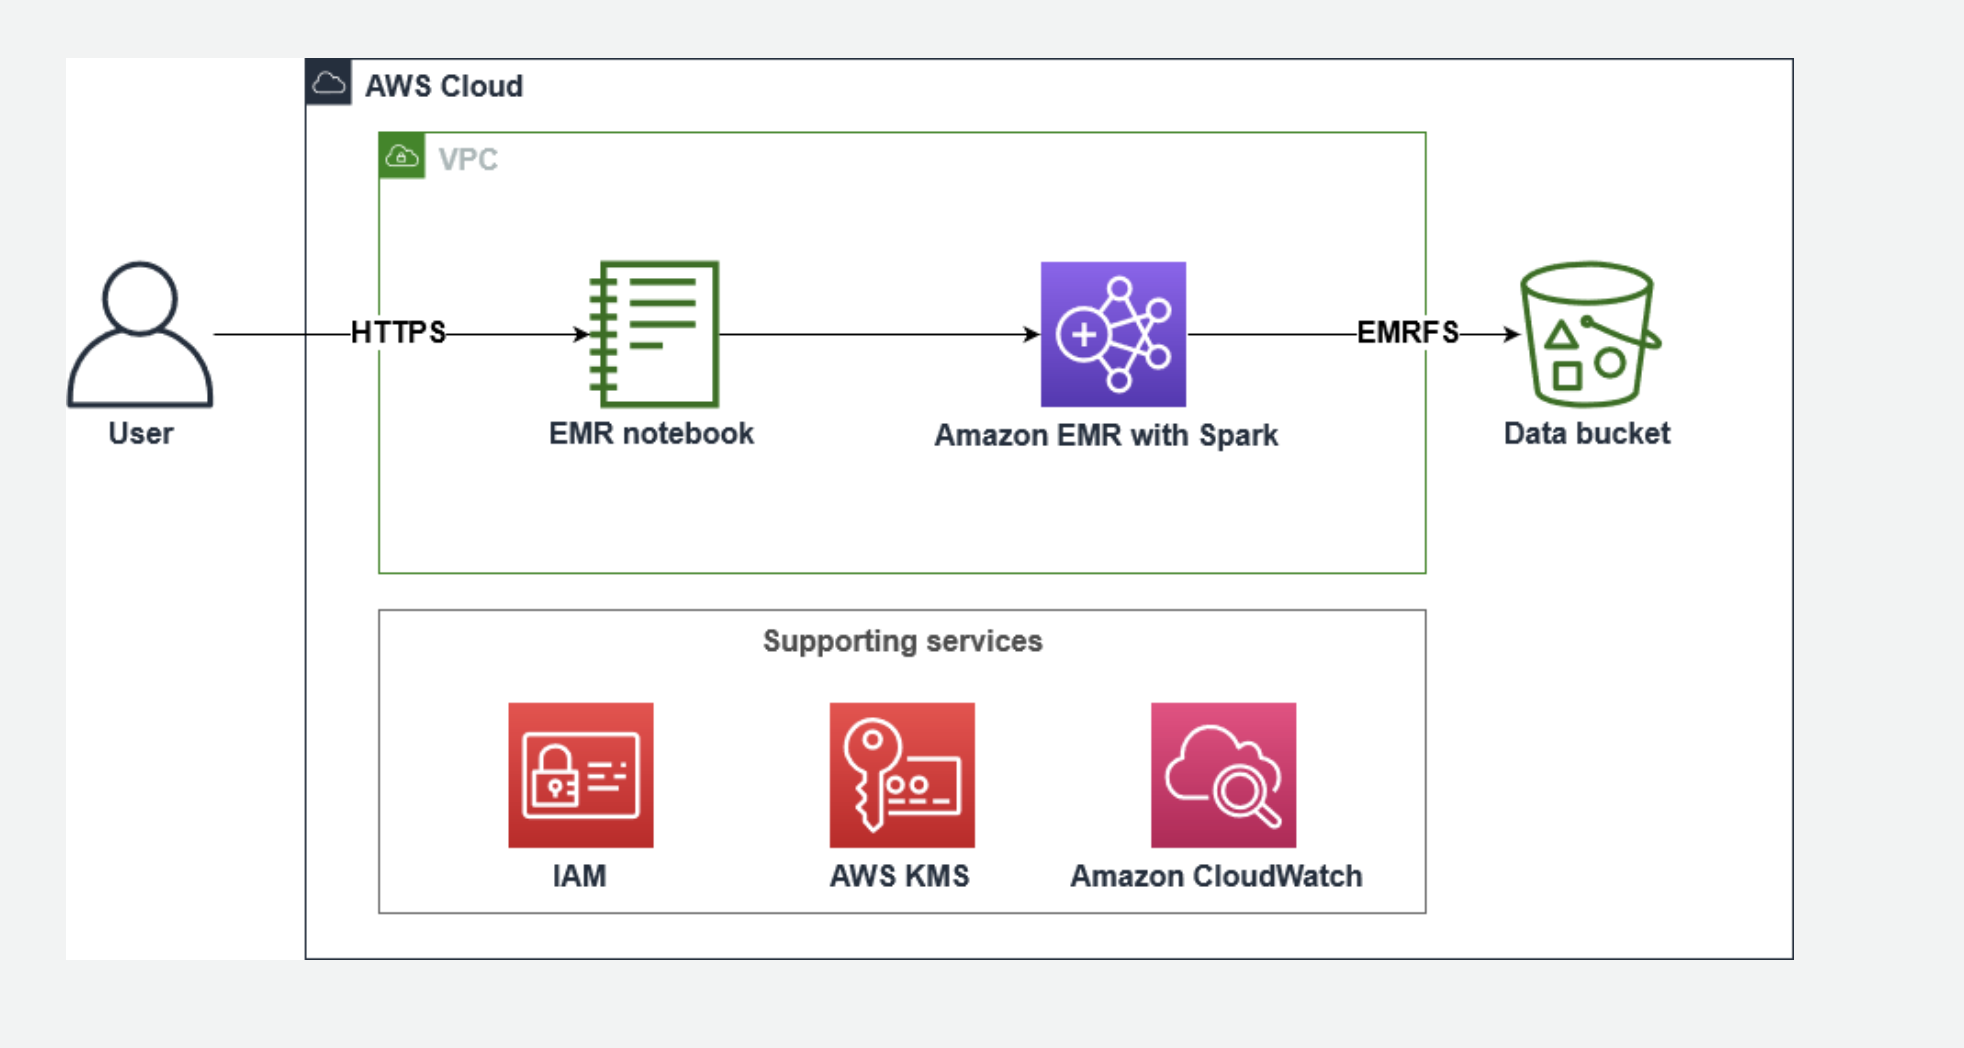 AWS Cloud
VPC
HTTPS
EMRFS
User
EMR notebook
Amazon EMR with Spark
Data bucket
Supporting services
IAM
AWS KMS
Amazon CloudWatch